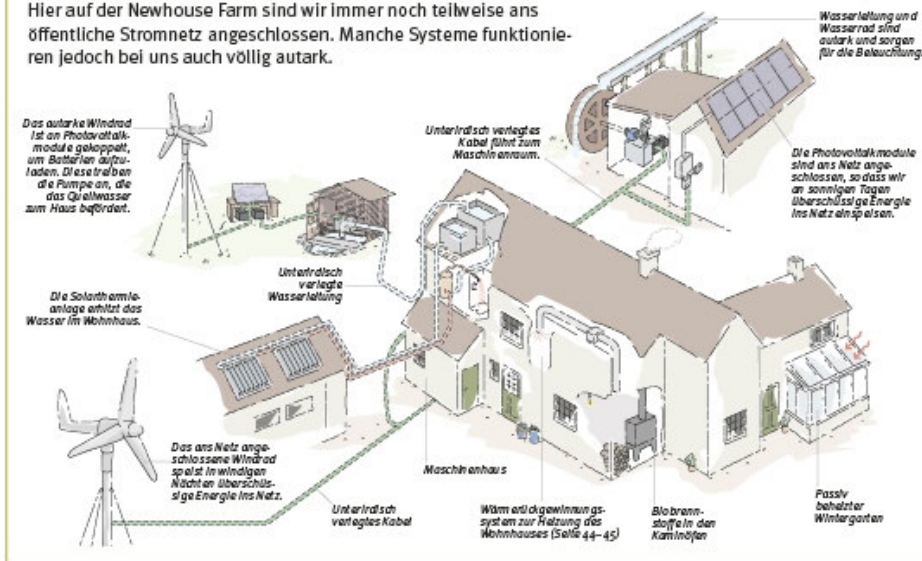 Hier auf der Newhouse Farm sind wir immer noch teilweise ans
öffentliche Stromnetz angeschlossen. Manche Systeme funktionie-
ren jedoch bei uns auch völlig autark.
Wasserleitung und
Wasserrad sind
autark und sorgen
für die Beleuchtung.
Das autarke Windrad
ist an Photovoltaik-
module gekoppelt,
um Batterien aufzu-
laden. Diese treiben
die Pumpe an, die
das Quellwasser
zum Haus befördert.
Unterirdisch verlegtes
Kabel führt zum
Maschinenraum.
Die Photovoltaikmodule
sind ans Netz ange-
schlossen, sodass wir
an sonnigen Tagen
überschüssige Energie
ins Netz einspeisen.
Unterirdisch
verlegte
Wasserleitung
Die Solarthermie-
anlage erhitzt das
Wasser im Wohnhaus.
Das ans Netz ange-
schlossene Windrad
speist in windigen
Nächten überschüs-
sige Energie ins Netz.
Unterirdisch
verlegtes Kabel
Maschinenhaus
Wärmerückgewinnungs-
system zur Heizung des
Wohnhauses (Seite 44–45)
Biobrenn-
stoffe in den
Kaminöfen
Passiv
beheizter
Wintergarten